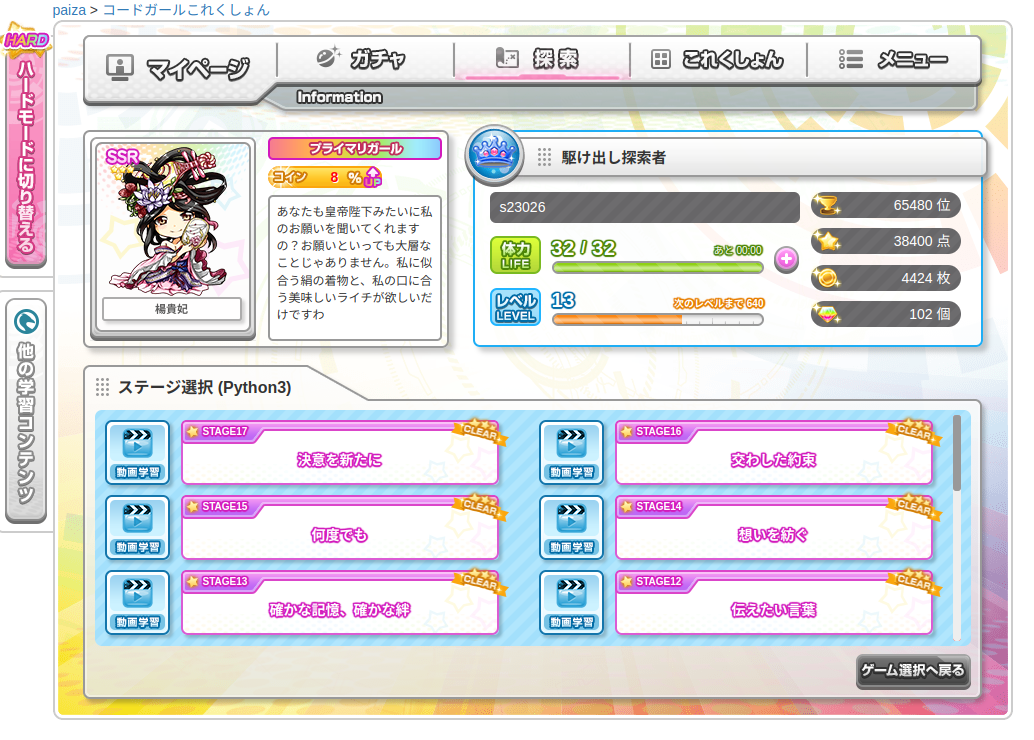 paiza > コードガールこれくしょん
HARD
ハードモードに切り替える
他の学習コンテンツ
マイページ
ガチャ
探索
これくしょん
メニュー
Information
SSR
楊貴妃
プライマリガール
コイン 8 % UP
あなたも皇帝陛下みたいに私
のお願いを聞いてくれます
の？お願いといっても大層な
ことじゃありません。私に似
合う絹の着物と、私の口に合
う美味しいライチが欲しいだ
けですわ
駆け出し探索者
s23026
体力
LIFE
32 / 32
あと 00:00
レベル
LEVEL
13
次のレベルまで 640
65480 位
38400 点
4424 枚
102 個
ステージ選択 (Python3)
動画学習
STAGE17
CLEAR
決意を新たに
動画学習
STAGE16
CLEAR
交わした約束
動画学習
STAGE15
CLEAR
何度でも
動画学習
STAGE14
CLEAR
想いを紡ぐ
動画学習
STAGE13
CLEAR
確かな記憶、確かな絆
動画学習
STAGE12
CLEAR
伝えたい言葉
ゲーム選択へ戻る